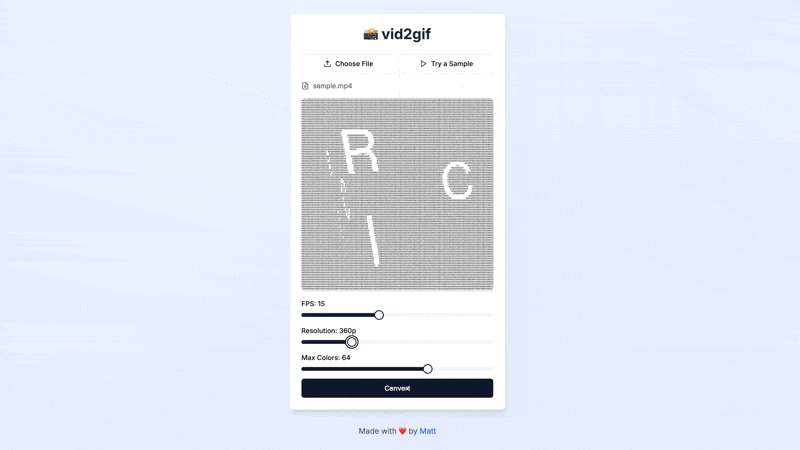 📸 vid2gif
Choose File
Try a Sample
sample.mp4
R
C
FPS: 15
Resolution: 360p
Max Colors: 64
Convert
Made with ❤️ by Matt